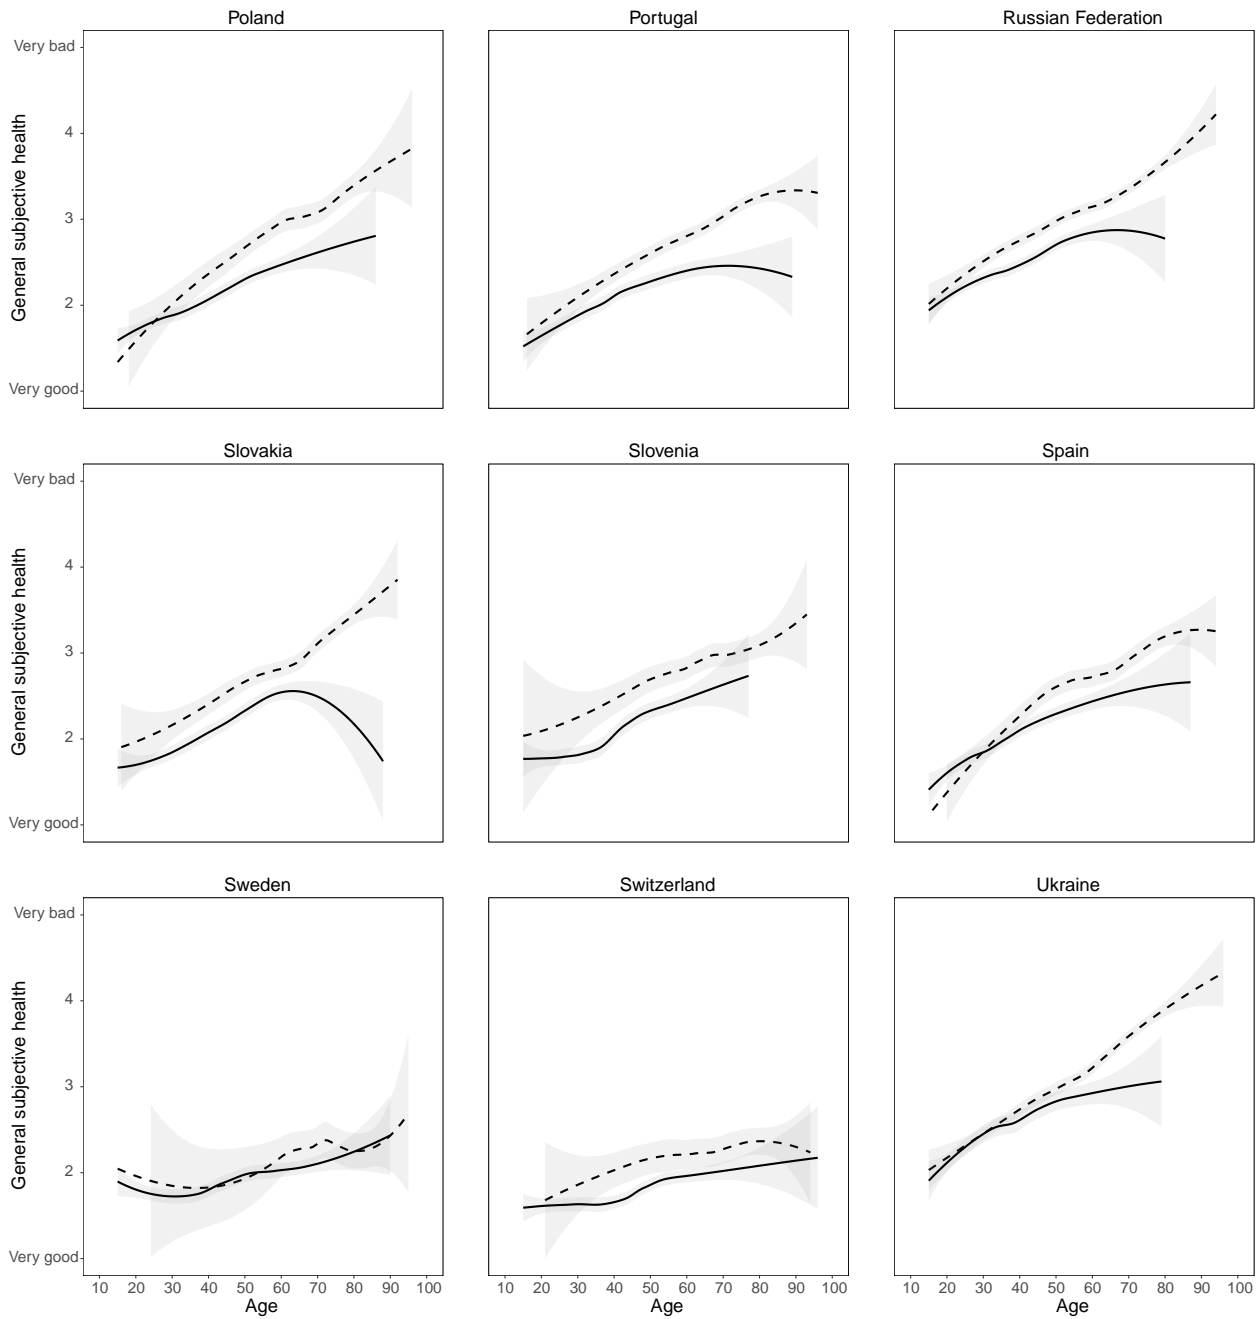 Poland Portugal Russian Federation
Very bad
4
3
2
Very good
General subjective health
Slovakia Slovenia Spain
Very bad
4
3
2
Very good
General subjective health
Sweden Switzerland Ukraine
Very bad
4
3
2
Very good
General subjective health
10 20 30 40 50 60 70 80 90 100 10 20 30 40 50 60 70 80 90 100 10 20 30 40 50 60 70 80 90 100
Age Age Age